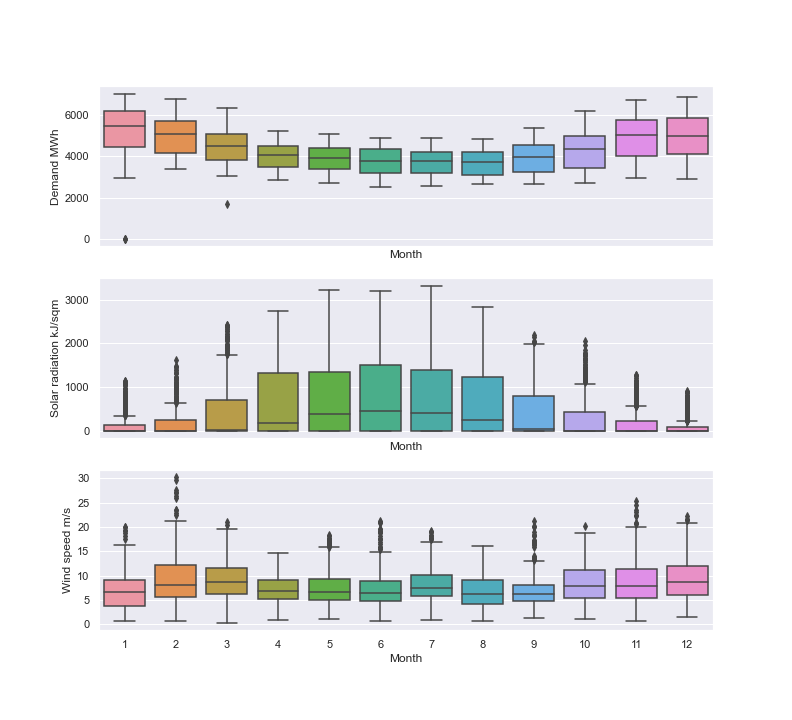 Demand MWh
6000
4000
2000
0
Month
Solar radiation kJ/sqm
3000
2000
1000
0
Month
Wind speed m/s
30
25
20
15
10
5
0
1 2 3 4 5 6 7 8 9 10 11 12
Month